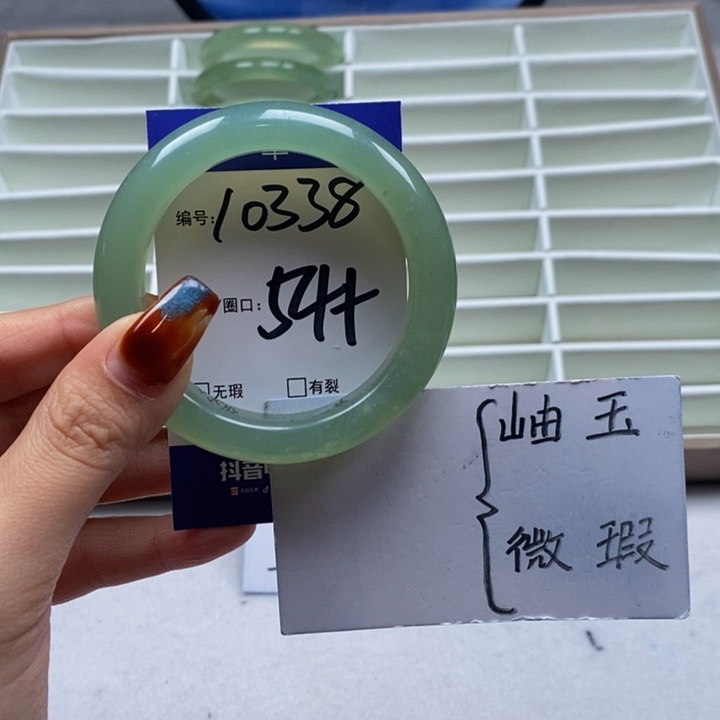 编号:10338
圈口:54+
□无瑕 □有裂
抖音
岫玉
微瑕